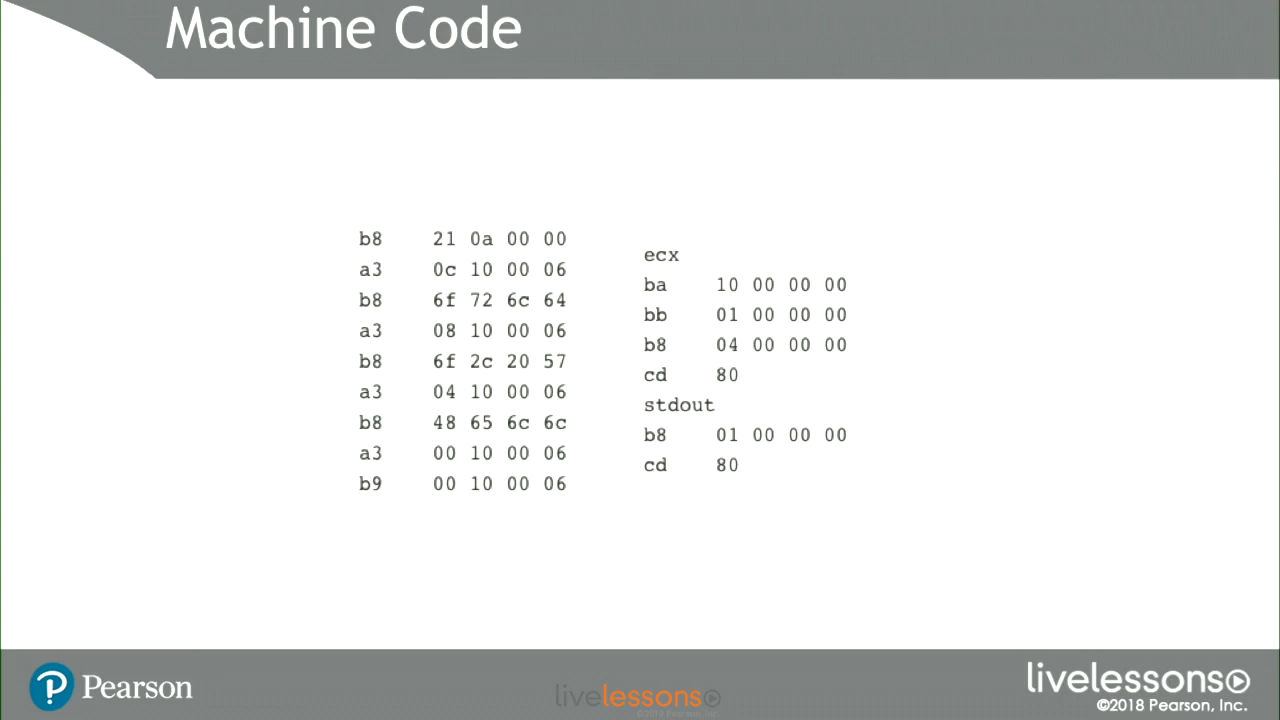 Machine Code
b8 21 0a 00 00
a3 0c 10 00 06
b8 6f 72 6c 64
a3 08 10 00 06
b8 6f 2c 20 57
a3 04 10 00 06
b8 48 65 6c 6c
a3 00 10 00 06
b9 00 10 00 06
ecx
ba 10 00 00 00
bb 01 00 00 00
b8 04 00 00 00
cd 80
stdout
b8 01 00 00 00
cd 80
Pearson
livelessons
©2018 Pearson, Inc.
livelessons
©2018 Pearson, Inc.